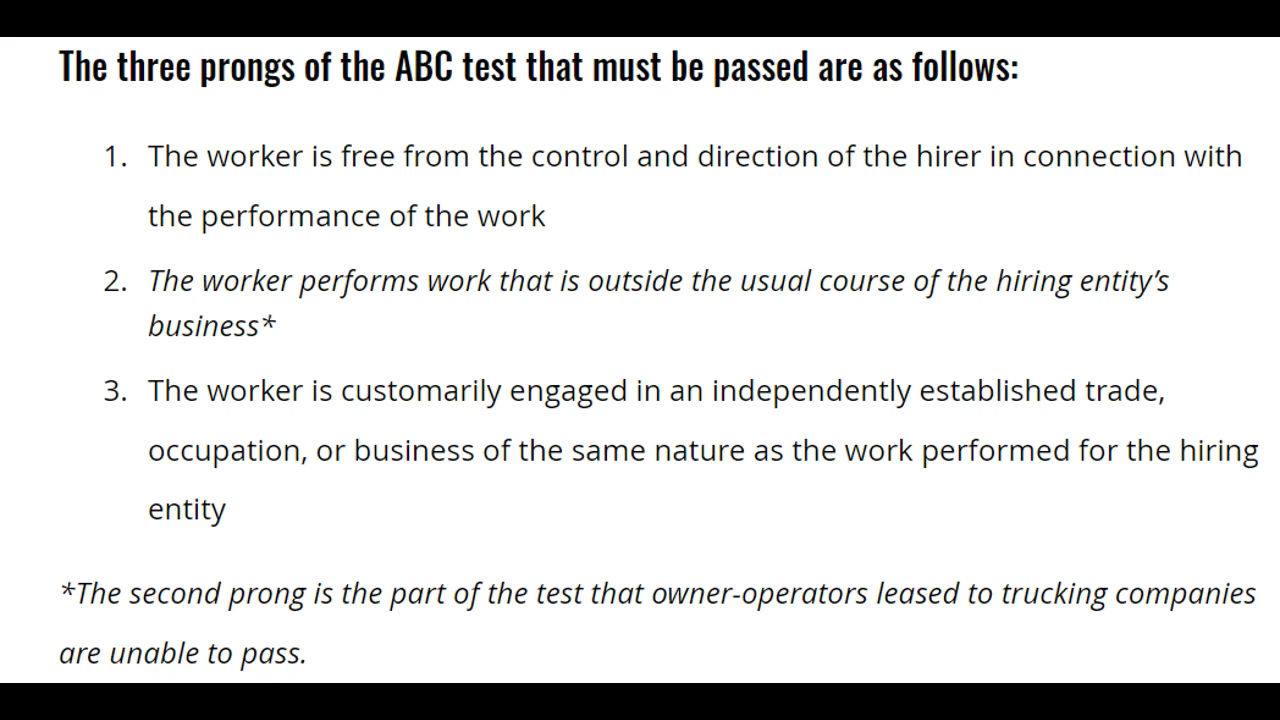 The three prongs of the ABC test that must be passed are as follows:
1. The worker is free from the control and direction of the hirer in connection with
the performance of the work
2. The worker performs work that is outside the usual course of the hiring entity’s
business*
3. The worker is customarily engaged in an independently established trade,
occupation, or business of the same nature as the work performed for the hiring
entity
*The second prong is the part of the test that owner-operators leased to trucking companies
are unable to pass.